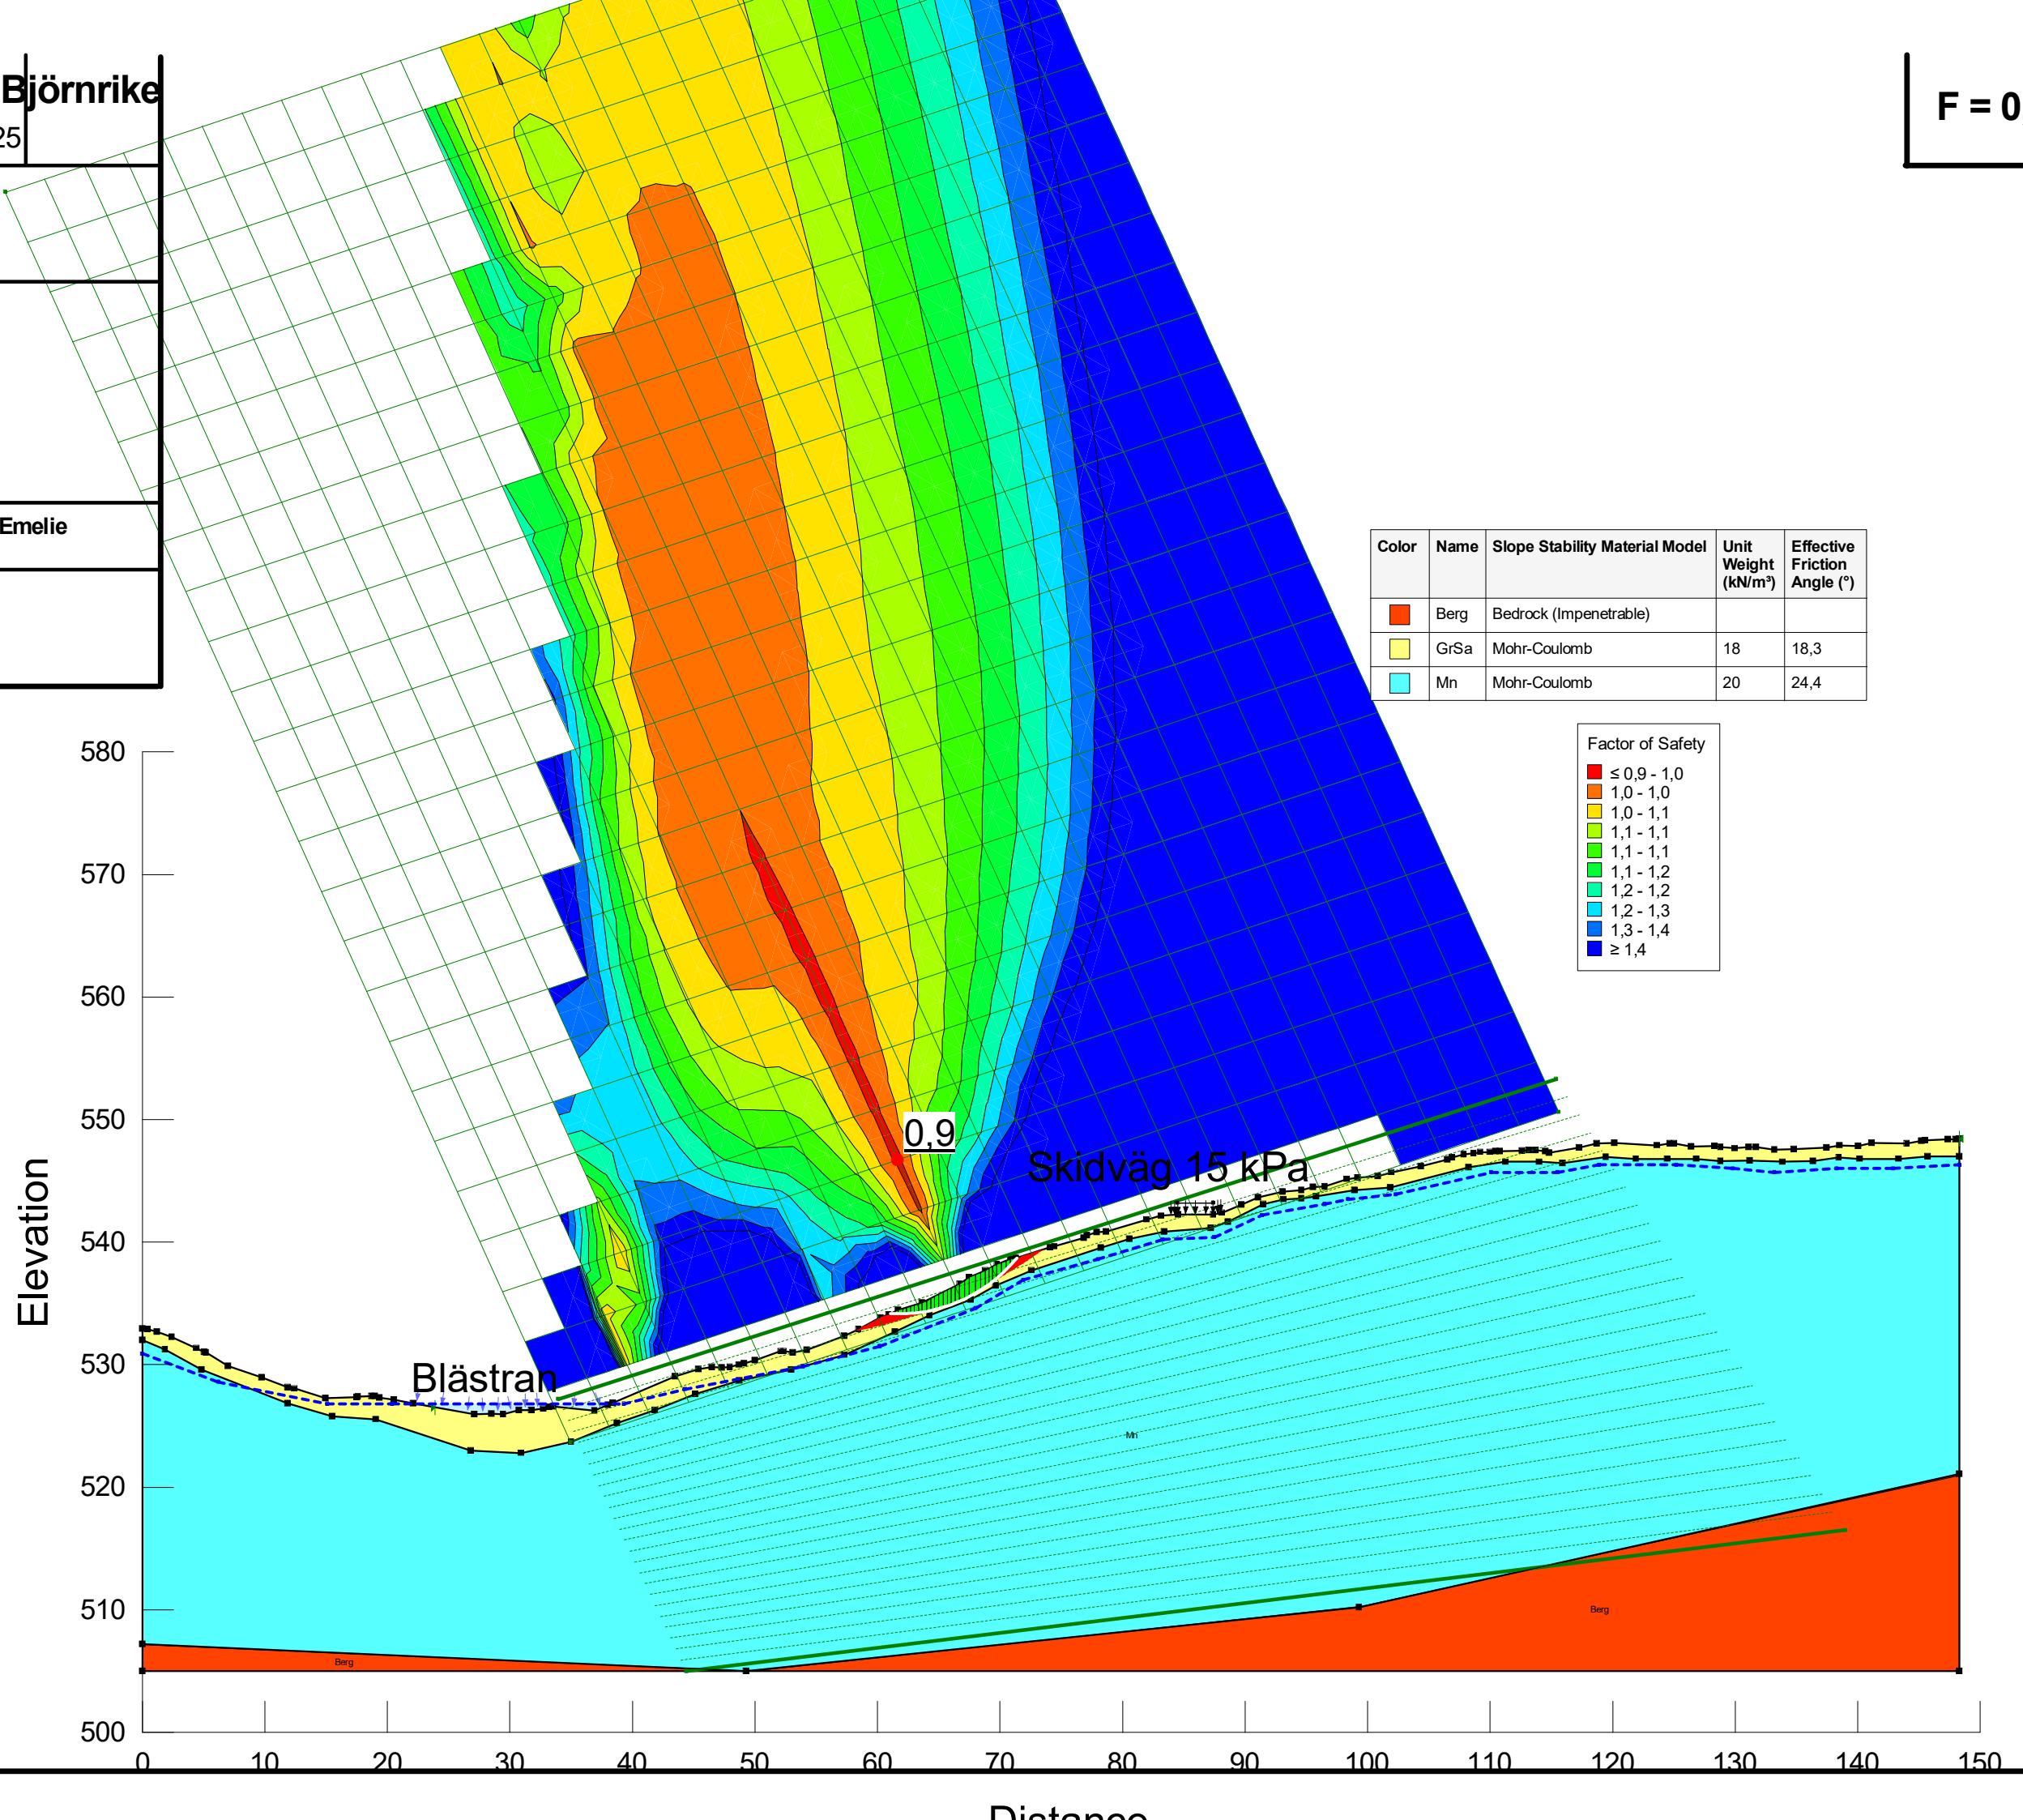 Björnrike
25
F = 0
Emelie
Color Name Slope Stability Material Model Unit Weight (kN/m³) Effective Friction Angle (°)
Berg Bedrock (Impenetrable)
GrSa Mohr-Coulomb 18 18,3
Mn Mohr-Coulomb 20 24,4
Factor of Safety
≤ 0,9 - 1,0
1,0 - 1,0
1,0 - 1,1
1,1 - 1,1
1,1 - 1,1
1,1 - 1,2
1,2 - 1,2
1,2 - 1,3
1,3 - 1,4
≥ 1,4
0,9
Skidväg 15 kPa
Blästran
Mn
Berg
Berg
Elevation
580
570
560
550
540
530
520
510
500
0 10 20 30 40 50 60 70 80 90 100 110 120 130 140 150
Distance